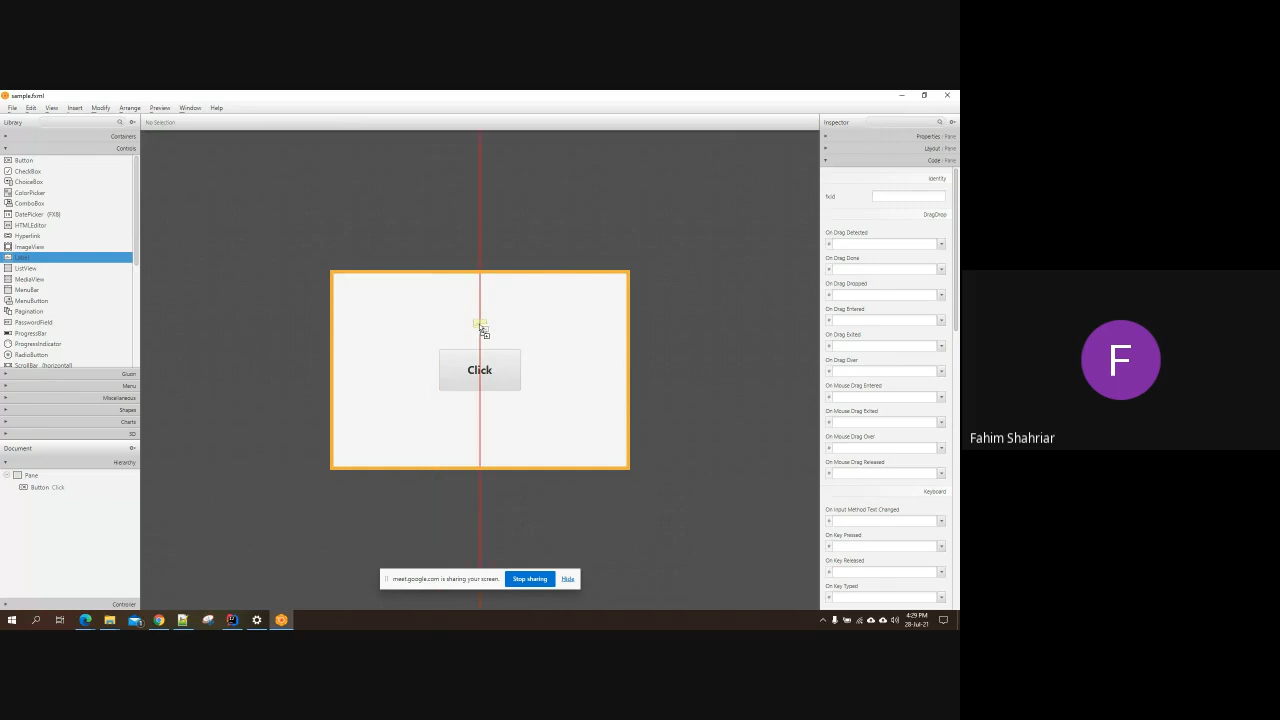 sample.fxml
File Edit View Insert Modify Arrange Preview Window Help
Library
No Selection
Inspector
Containers
Controls
Button
CheckBox
ChoiceBox
ColorPicker
ComboBox
DatePicker (FX8)
HTMLEditor
Hyperlink
ImageView
Label
ListView
MediaView
MenuBar
MenuButton
Pagination
PasswordField
ProgressBar
ProgressIndicator
RadioButton
ScrollBar (horizontal)
Gluon
Menu
Miscellaneous
Shapes
Charts
3D
Document
Hierarchy
Pane
Button Click
Controller
Click
meet.google.com is sharing your screen.
Stop sharing
Hide
Properties : Pane
Layout : Pane
Code : Pane
Identity
fx:id
DragDrop
On Drag Detected
#
On Drag Done
#
On Drag Dropped
#
On Drag Entered
#
On Drag Exited
#
On Drag Over
#
On Mouse Drag Entered
#
On Mouse Drag Exited
#
On Mouse Drag Over
#
On Mouse Drag Released
#
Keyboard
On Input Method Text Changed
#
On Key Pressed
#
On Key Released
#
On Key Typed
#
4:29 PM
28-Jul-21
F
Fahim Shahriar